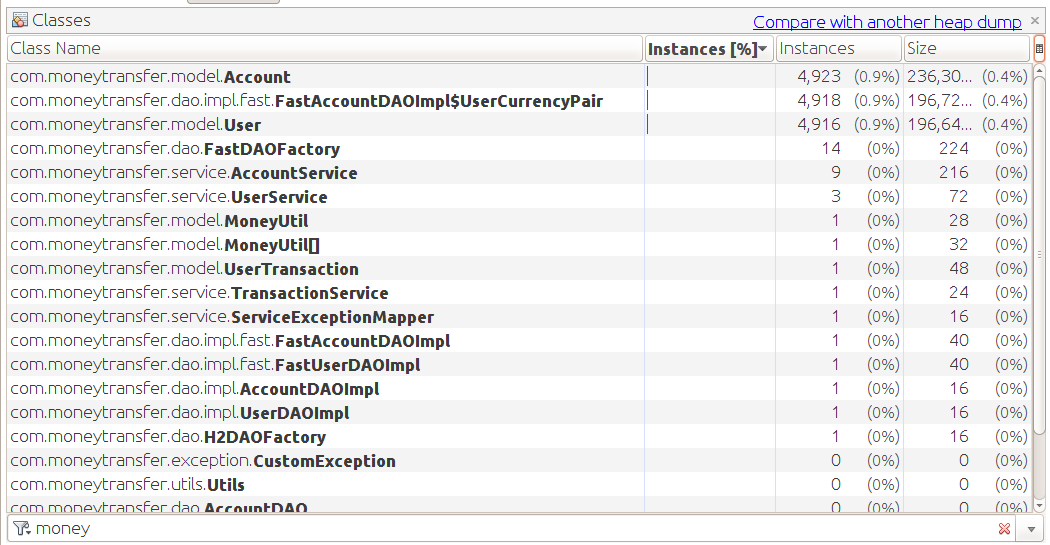 Classes Compare with another heap dump
Class Name Instances [%] Instances Size
com.moneytransfer.model.Account 4,923 (0.9%) 236,30... (0.4%)
com.moneytransfer.dao.impl.fast.FastAccountDAOImpl$UserCurrencyPair 4,918 (0.9%) 196,72... (0.4%)
com.moneytransfer.model.User 4,916 (0.9%) 196,64... (0.4%)
com.moneytransfer.dao.FastDAOFactory 14 (0%) 224 (0%)
com.moneytransfer.service.AccountService 9 (0%) 216 (0%)
com.moneytransfer.service.UserService 3 (0%) 72 (0%)
com.moneytransfer.model.MoneyUtil 1 (0%) 28 (0%)
com.moneytransfer.model.MoneyUtil[] 1 (0%) 32 (0%)
com.moneytransfer.model.UserTransaction 1 (0%) 48 (0%)
com.moneytransfer.service.TransactionService 1 (0%) 24 (0%)
com.moneytransfer.service.ServiceExceptionMapper 1 (0%) 16 (0%)
com.moneytransfer.dao.impl.fast.FastAccountDAOImpl 1 (0%) 40 (0%)
com.moneytransfer.dao.impl.fast.FastUserDAOImpl 1 (0%) 40 (0%)
com.moneytransfer.dao.impl.AccountDAOImpl 1 (0%) 16 (0%)
com.moneytransfer.dao.impl.UserDAOImpl 1 (0%) 16 (0%)
com.moneytransfer.dao.H2DAOFactory 1 (0%) 16 (0%)
com.moneytransfer.exception.CustomException 0 (0%) 0 (0%)
com.moneytransfer.utils.Utils 0 (0%) 0 (0%)
com.moneytransfer.dao.AccountDAO 0 (0%) 0 (0%)
money